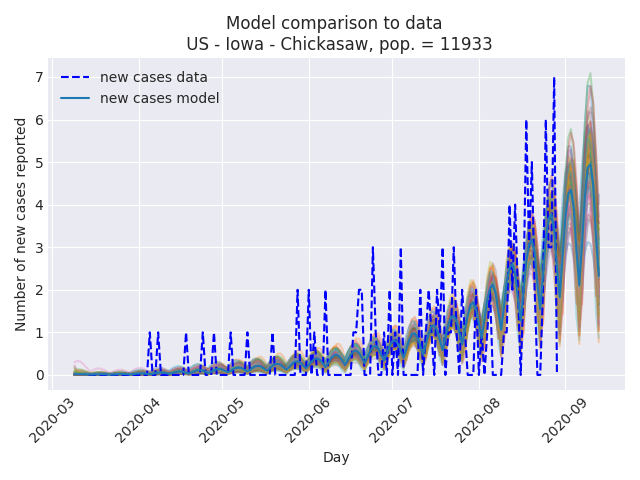 Model comparison to data
US - Iowa - Chickasaw, pop. = 11933
new cases data
new cases model
Number of new cases reported
7
6
5
4
3
2
1
0
2020-03
2020-04
2020-05
2020-06
2020-07
2020-08
2020-09
Day